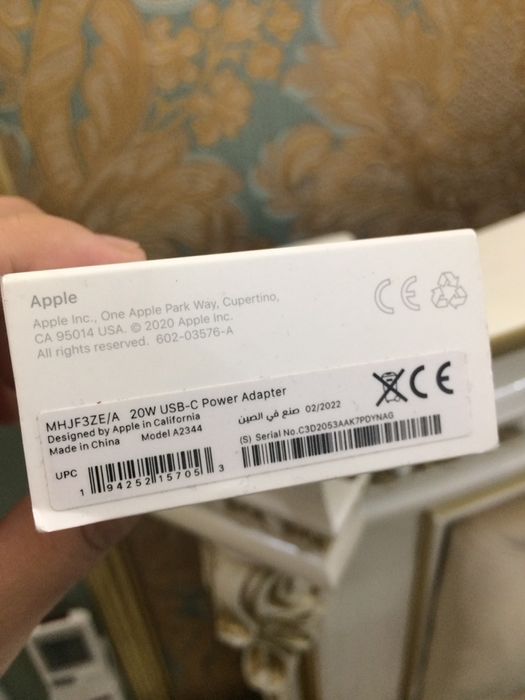 Apple
Apple Inc., One Apple Park Way, Cupertino,
CA 95014 USA. © 2020 Apple Inc.
All rights reserved. 602-03576-A
MHJF3ZE/A 20W USB-C Power Adapter
Designed by Apple in California
Made in China Model A2344
صنع في الصين 02/2022
(S) Serial No.C3D2053AAK7PDYNAG
UPC
1 94252 15705 3